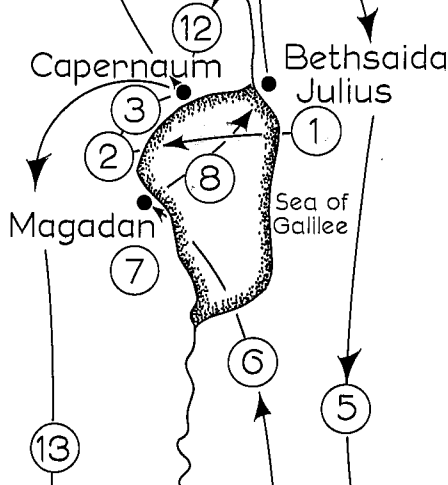 12
Capernaum
Bethsaida
Julius
3
1
2
8
Magadan
Sea of
Galilee
7
6
5
13